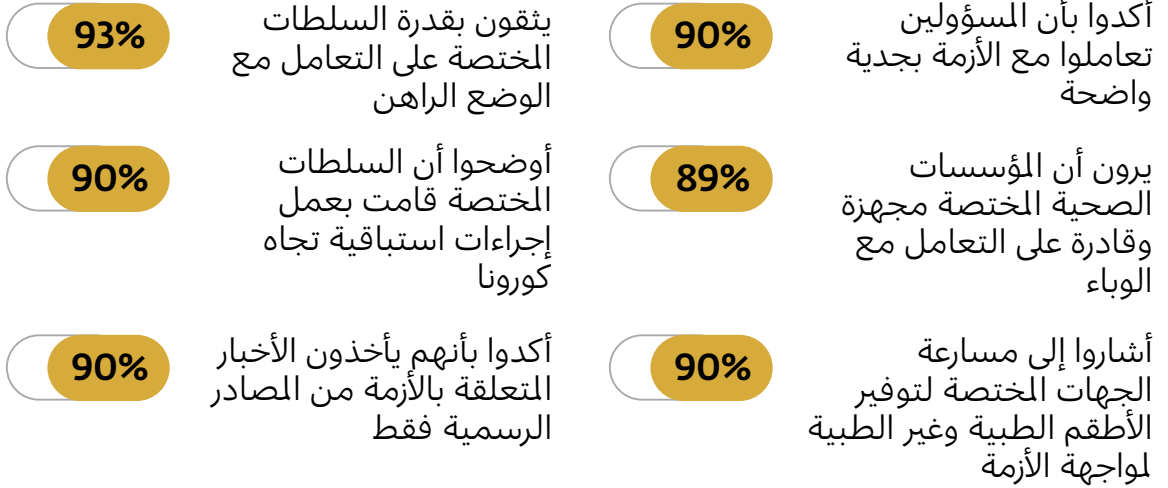 أكدوا بأن المسؤولين
تعاملوا مع الأزمة بجدية
واضحة
90%
يثقون بقدرة السلطات
المختصة على التعامل مع
الوضع الراهن
93%
يرون أن المؤسسات
الصحية المختصة مجهزة
وقادرة على التعامل مع
الوباء
89%
أوضحوا أن السلطات
المختصة قامت بعمل
إجراءات استباقية تجاه
كورونا
90%
أشاروا إلى مسارعة
الجهات المختصة لتوفير
الأطقم الطبية وغير الطبية
لمواجهة الأزمة
90%
أكدوا بأنهم يأخذون الأخبار
المتعلقة بالأزمة من المصادر
الرسمية فقط
90%